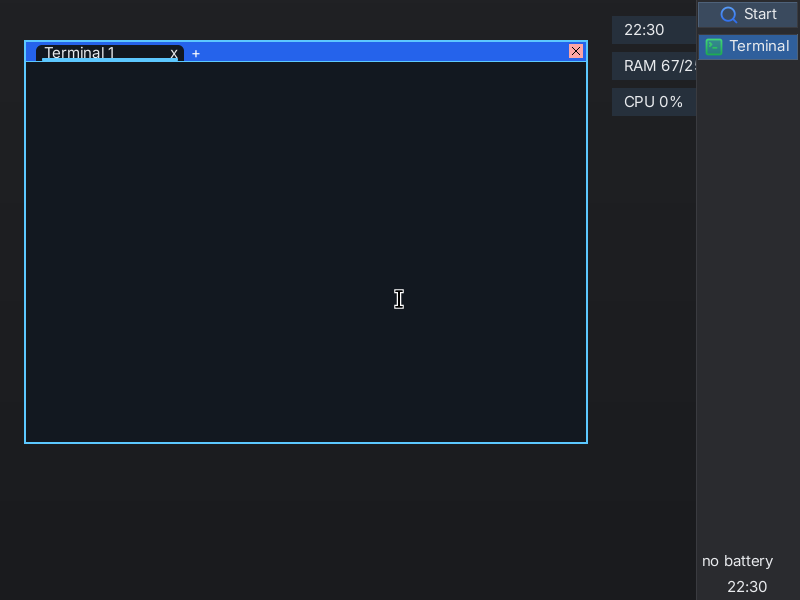 Terminal 1 x +
22:30
RAM 67/2
CPU 0%
Start
Terminal
no battery
22:30